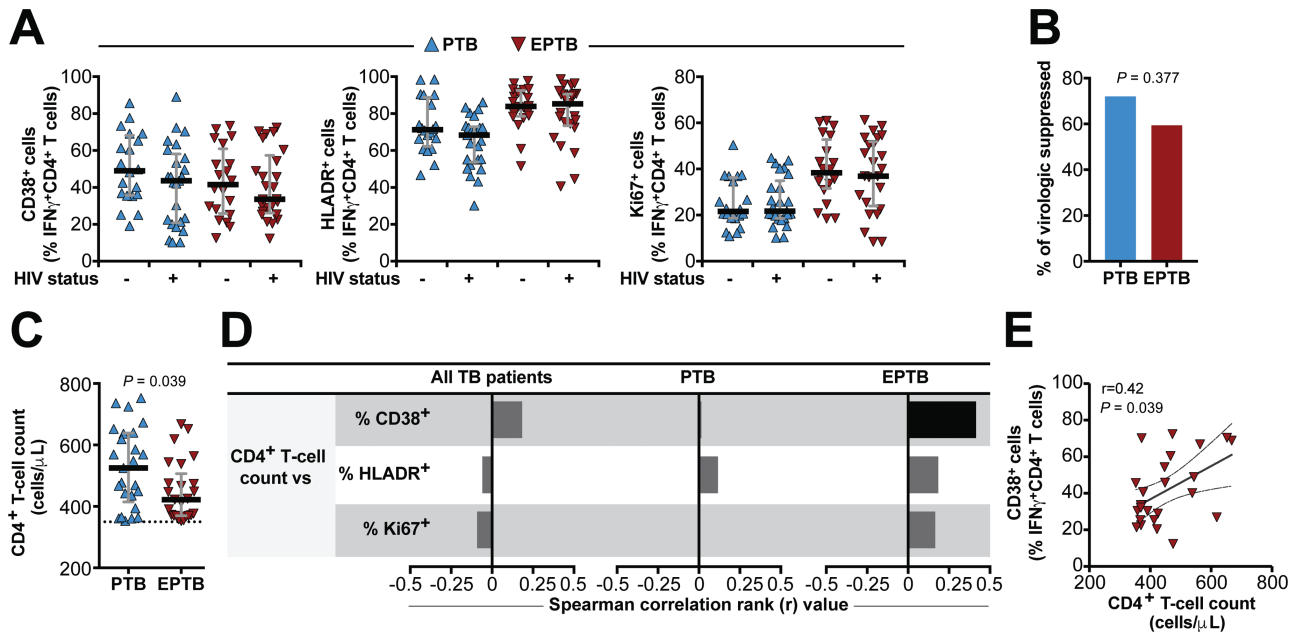 A
PTB EPTB
CD38+ cells
(% IFNγ+CD4+ T cells)
100
80
60
40
20
0
HLADR+ cells
(% IFNγ+CD4+ T cells)
100
80
60
40
20
0
Ki67+ cells
(% IFNγ+CD4+ T cells)
80
60
40
20
0
HIV status - + - +
HIV status - + - +
HIV status - + - +
B
% of virologic suppressed
80
60
40
20
0
P = 0.377
PTB EPTB
C
CD4+ T-cell count
(cells/μL)
P = 0.039
800
600
400
200
PTB EPTB
D
All TB patients PTB EPTB
CD4+ T-cell
count vs
% CD38+
% HLADR+
% Ki67+
-0.5 -0.25 0 0.25 0.5 -0.5 -0.25 0 0.25 0.5 -0.5 -0.25 0 0.25 0.5
Spearman correlation rank (r) value
E
CD38+ cells
(% IFNγ+CD4+ T cells)
100
80
60
40
20
0
r=0.42
P = 0.039
200 400 600 800
CD4+ T-cell count
(cells/μL)